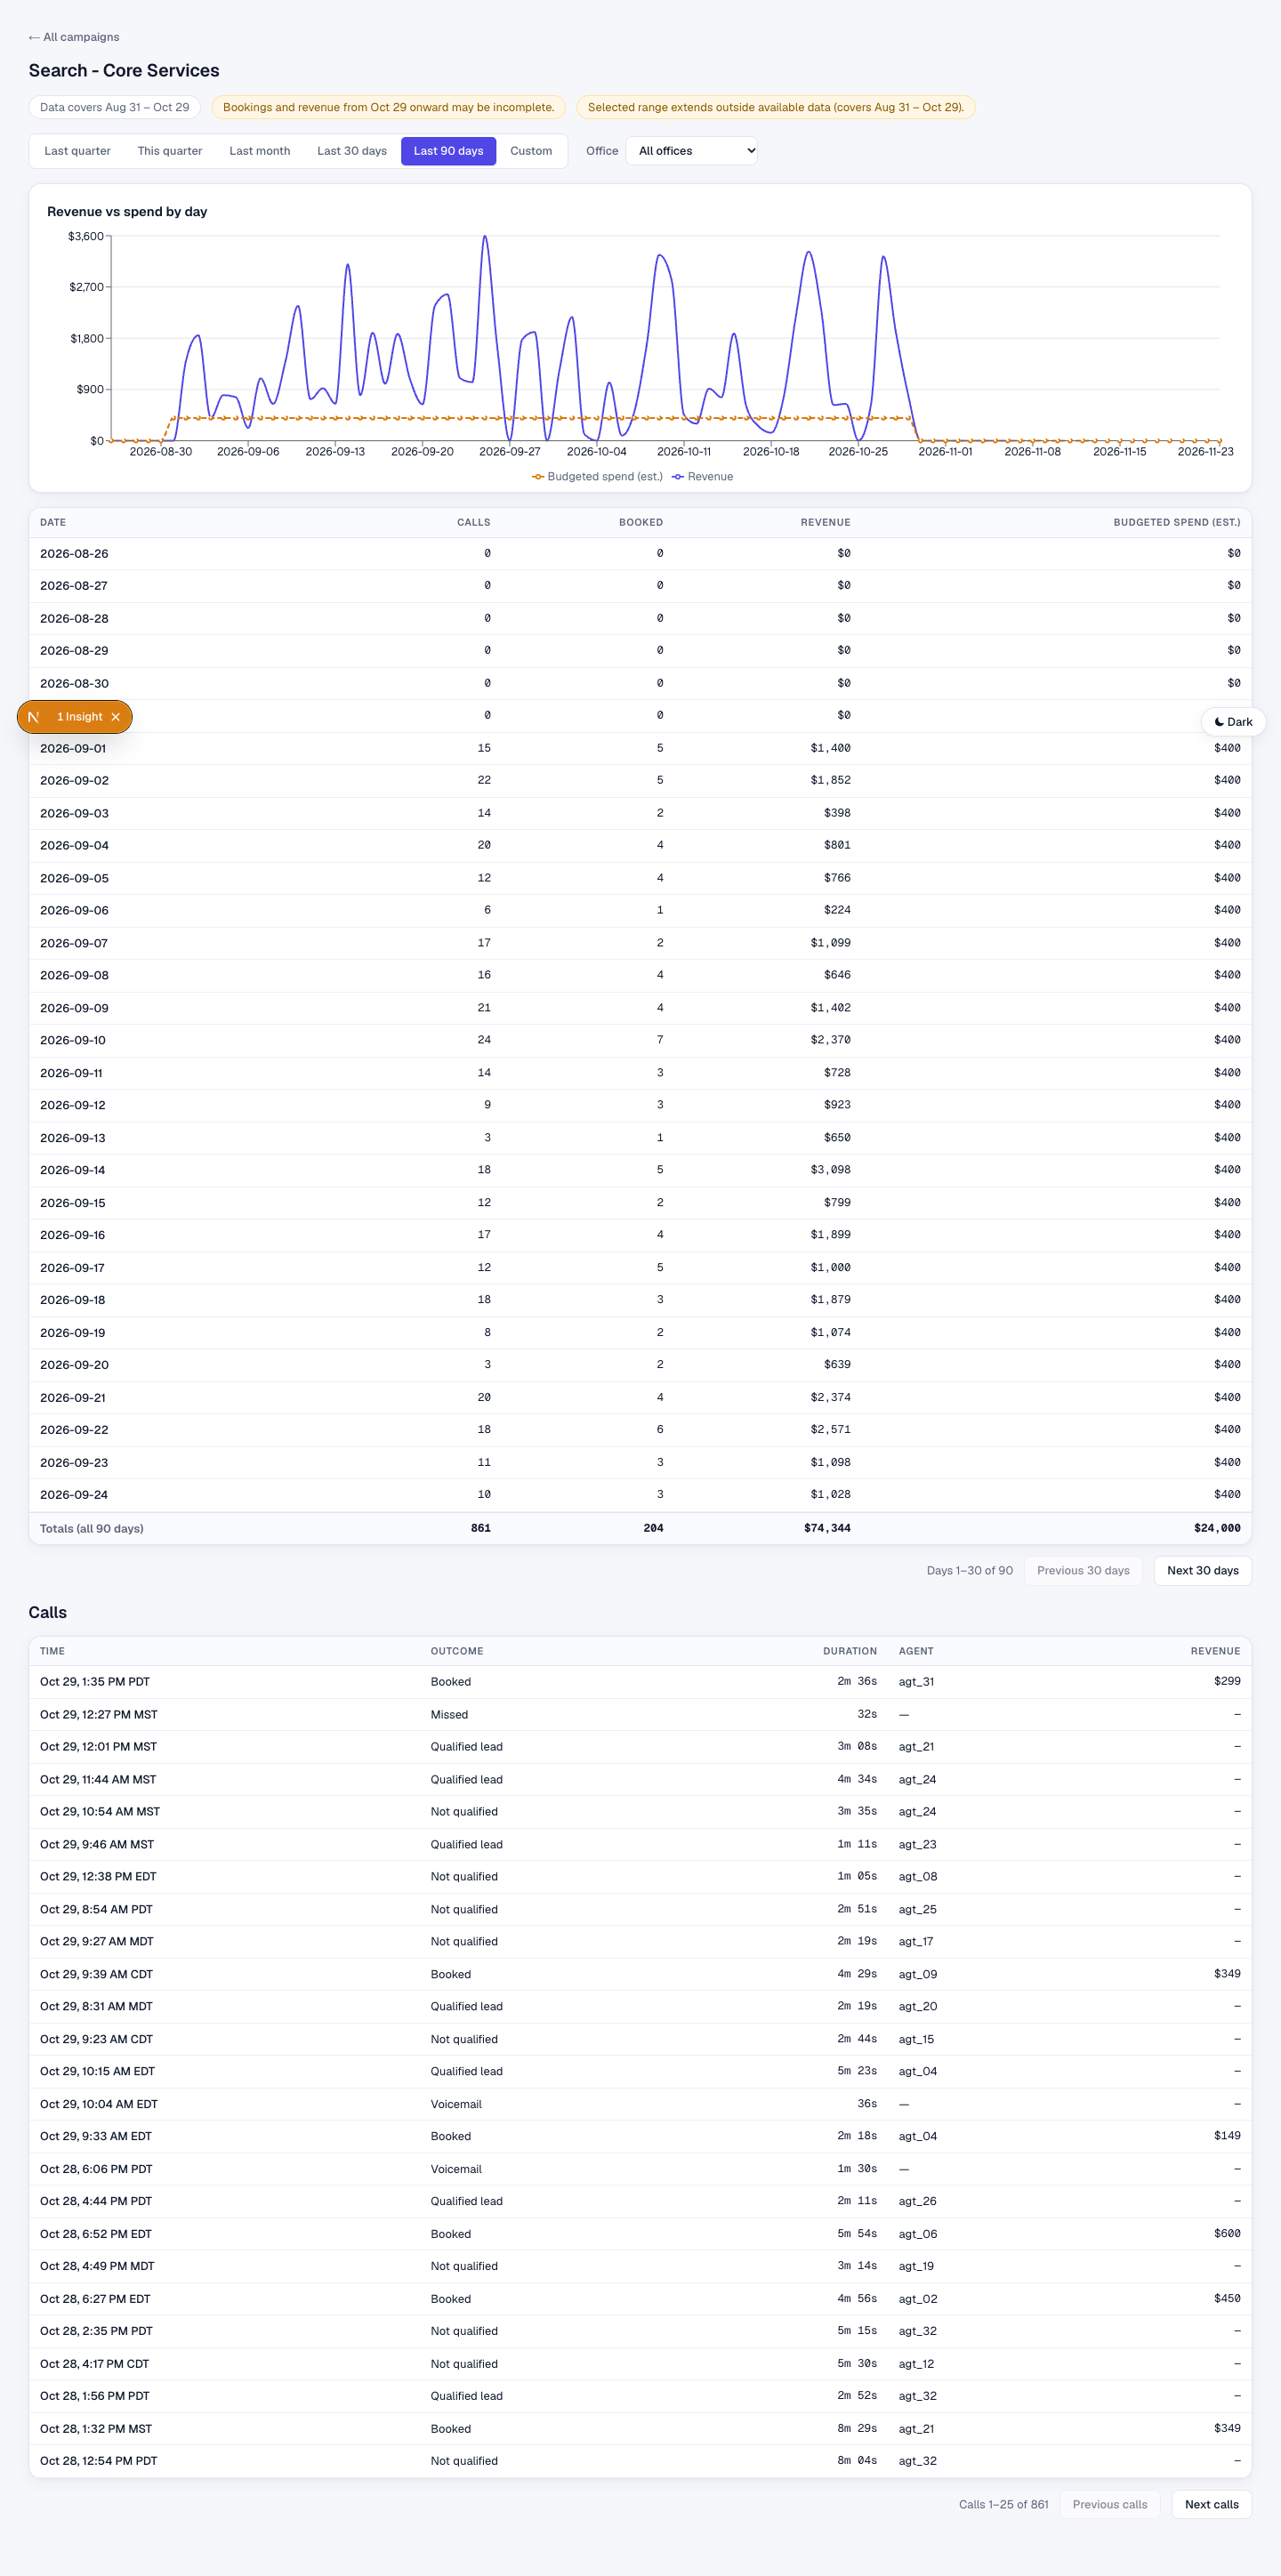 ← All campaigns
Search - Core Services
Data covers Aug 31 – Oct 29 Bookings and revenue from Oct 29 onward may be incomplete. Selected range extends outside available data (covers Aug 31 – Oct 29).
Last quarter This quarter Last month Last 30 days Last 90 days Custom Office All offices
Revenue vs spend by day
$3,600
$2,700
$1,800
$900
$0
2026-08-30 2026-09-06 2026-09-13 2026-09-20 2026-09-27 2026-10-04 2026-10-11 2026-10-18 2026-10-25 2026-11-01 2026-11-08 2026-11-15 2026-11-23
Budgeted spend (est.) Revenue
DATE CALLS BOOKED REVENUE BUDGETED SPEND (EST.)
2026-08-26 0 0 $0 $0
2026-08-27 0 0 $0 $0
2026-08-28 0 0 $0 $0
2026-08-29 0 0 $0 $0
2026-08-30 0 0 $0 $0
1 Insight 0 0 $0 Dark
2026-09-01 15 5 $1,400 $400
2026-09-02 22 5 $1,852 $400
2026-09-03 14 2 $398 $400
2026-09-04 20 4 $801 $400
2026-09-05 12 4 $766 $400
2026-09-06 6 1 $224 $400
2026-09-07 17 2 $1,099 $400
2026-09-08 16 4 $646 $400
2026-09-09 21 4 $1,402 $400
2026-09-10 24 7 $2,370 $400
2026-09-11 14 3 $728 $400
2026-09-12 9 3 $923 $400
2026-09-13 3 1 $650 $400
2026-09-14 18 5 $3,098 $400
2026-09-15 12 2 $799 $400
2026-09-16 17 4 $1,899 $400
2026-09-17 12 5 $1,000 $400
2026-09-18 18 3 $1,879 $400
2026-09-19 8 2 $1,074 $400
2026-09-20 3 2 $639 $400
2026-09-21 20 4 $2,374 $400
2026-09-22 18 6 $2,571 $400
2026-09-23 11 3 $1,098 $400
2026-09-24 10 3 $1,028 $400
Totals (all 90 days) 861 204 $74,344 $24,000
Days 1–30 of 90 Previous 30 days Next 30 days
Calls
TIME OUTCOME DURATION AGENT REVENUE
Oct 29, 1:35 PM PDT Booked 2m 36s agt_31 $299
Oct 29, 12:27 PM MST Missed 32s — –
Oct 29, 12:01 PM MST Qualified lead 3m 08s agt_21 –
Oct 29, 11:44 AM MST Qualified lead 4m 34s agt_24 –
Oct 29, 10:54 AM MST Not qualified 3m 35s agt_24 –
Oct 29, 9:46 AM MST Qualified lead 1m 11s agt_23 –
Oct 29, 12:38 PM EDT Not qualified 1m 05s agt_08 –
Oct 29, 8:54 AM PDT Not qualified 2m 51s agt_25 –
Oct 29, 9:27 AM MDT Not qualified 2m 19s agt_17 –
Oct 29, 9:39 AM CDT Booked 4m 29s agt_09 $349
Oct 29, 8:31 AM MDT Qualified lead 2m 19s agt_20 –
Oct 29, 9:23 AM CDT Not qualified 2m 44s agt_15 –
Oct 29, 10:15 AM EDT Qualified lead 5m 23s agt_04 –
Oct 29, 10:04 AM EDT Voicemail 36s — –
Oct 29, 9:33 AM EDT Booked 2m 18s agt_04 $149
Oct 28, 6:06 PM PDT Voicemail 1m 30s — –
Oct 28, 4:44 PM PDT Qualified lead 2m 11s agt_26 –
Oct 28, 6:52 PM EDT Booked 5m 54s agt_06 $600
Oct 28, 4:49 PM MDT Not qualified 3m 14s agt_19 –
Oct 28, 6:27 PM EDT Booked 4m 56s agt_02 $450
Oct 28, 2:35 PM PDT Not qualified 5m 15s agt_32 –
Oct 28, 4:17 PM CDT Not qualified 5m 30s agt_12 –
Oct 28, 1:56 PM PDT Qualified lead 2m 52s agt_32 –
Oct 28, 1:32 PM MST Booked 8m 29s agt_21 $349
Oct 28, 12:54 PM PDT Not qualified 8m 04s agt_32 –
Calls 1–25 of 861 Previous calls Next calls